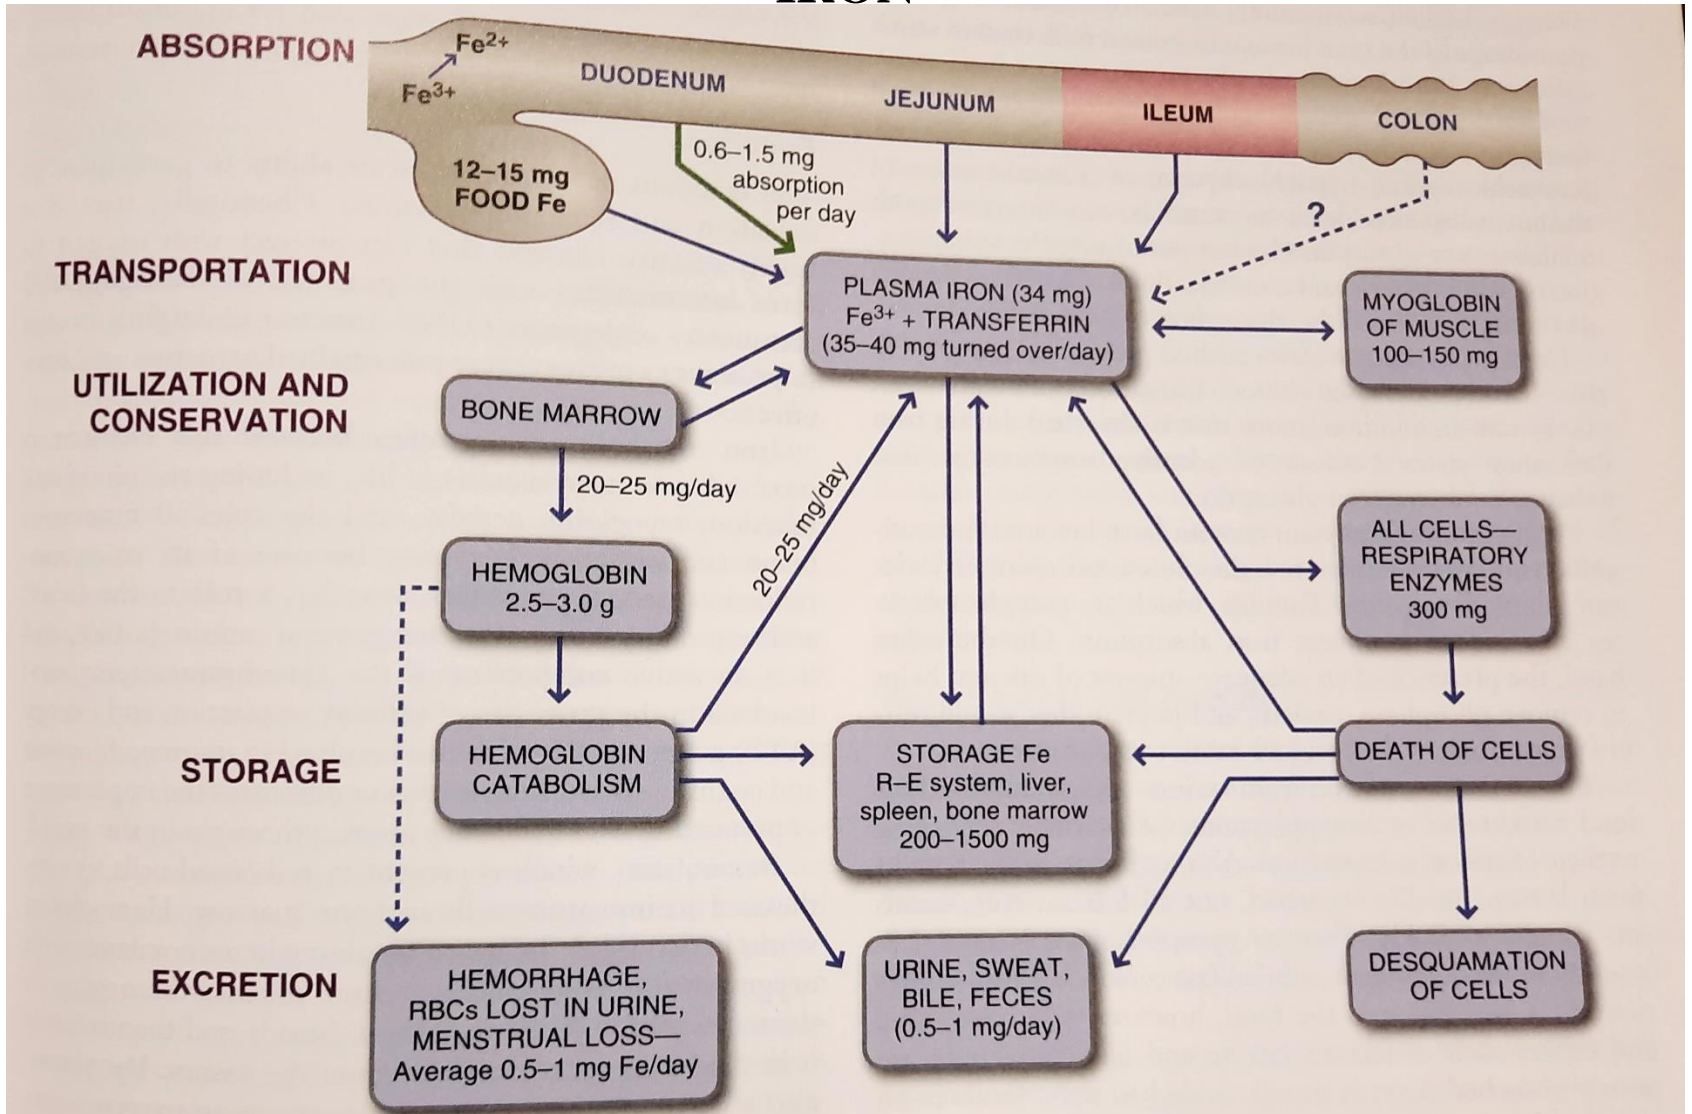 IRON
ABSORPTION
Fe2+
Fe3+
DUODENUM
JEJUNUM
ILEUM
COLON
12–15 mg
FOOD Fe
0.6–1.5 mg
absorption
per day
?
TRANSPORTATION
PLASMA IRON (34 mg)
Fe3+ + TRANSFERRIN
(35–40 mg turned over/day)
MYOGLOBIN
OF MUSCLE
100–150 mg
UTILIZATION AND
CONSERVATION
BONE MARROW
20–25 mg/day
20–25 mg/day
HEMOGLOBIN
2.5–3.0 g
ALL CELLS—
RESPIRATORY
ENZYMES
300 mg
STORAGE
HEMOGLOBIN
CATABOLISM
STORAGE Fe
R–E system, liver,
spleen, bone marrow
200–1500 mg
DEATH OF CELLS
EXCRETION
HEMORRHAGE,
RBCs LOST IN URINE,
MENSTRUAL LOSS—
Average 0.5–1 mg Fe/day
URINE, SWEAT,
BILE, FECES
(0.5–1 mg/day)
DESQUAMATION
OF CELLS